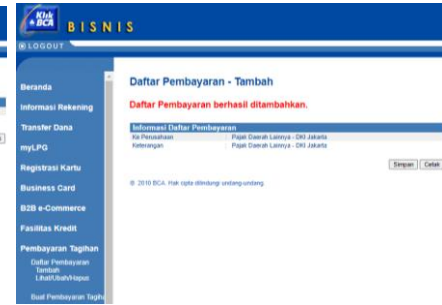 Klik BCA BISNIS
LOGOUT
Beranda
Informasi Rekening
Transfer Dana
myLPG
Registrasi Kartu
Business Card
B2B e-Commerce
Fasilitas Kredit
Pembayaran Tagihan
Daftar Pembayaran
Tambah
Lihat/Ubah/Hapus
Buat Pembayaran Tagiha
Daftar Pembayaran - Tambah
Daftar Pembayaran berhasil ditambahkan.
Informasi Daftar Pembayaran
Ke Perusahaan : Pajak Daerah Lainnya - DKI Jakarta
Keterangan : Pajak Daerah Lainnya - DKI Jakarta
Simpan Cetak
© 2010 BCA. Hak cipta dilindungi undang-undang